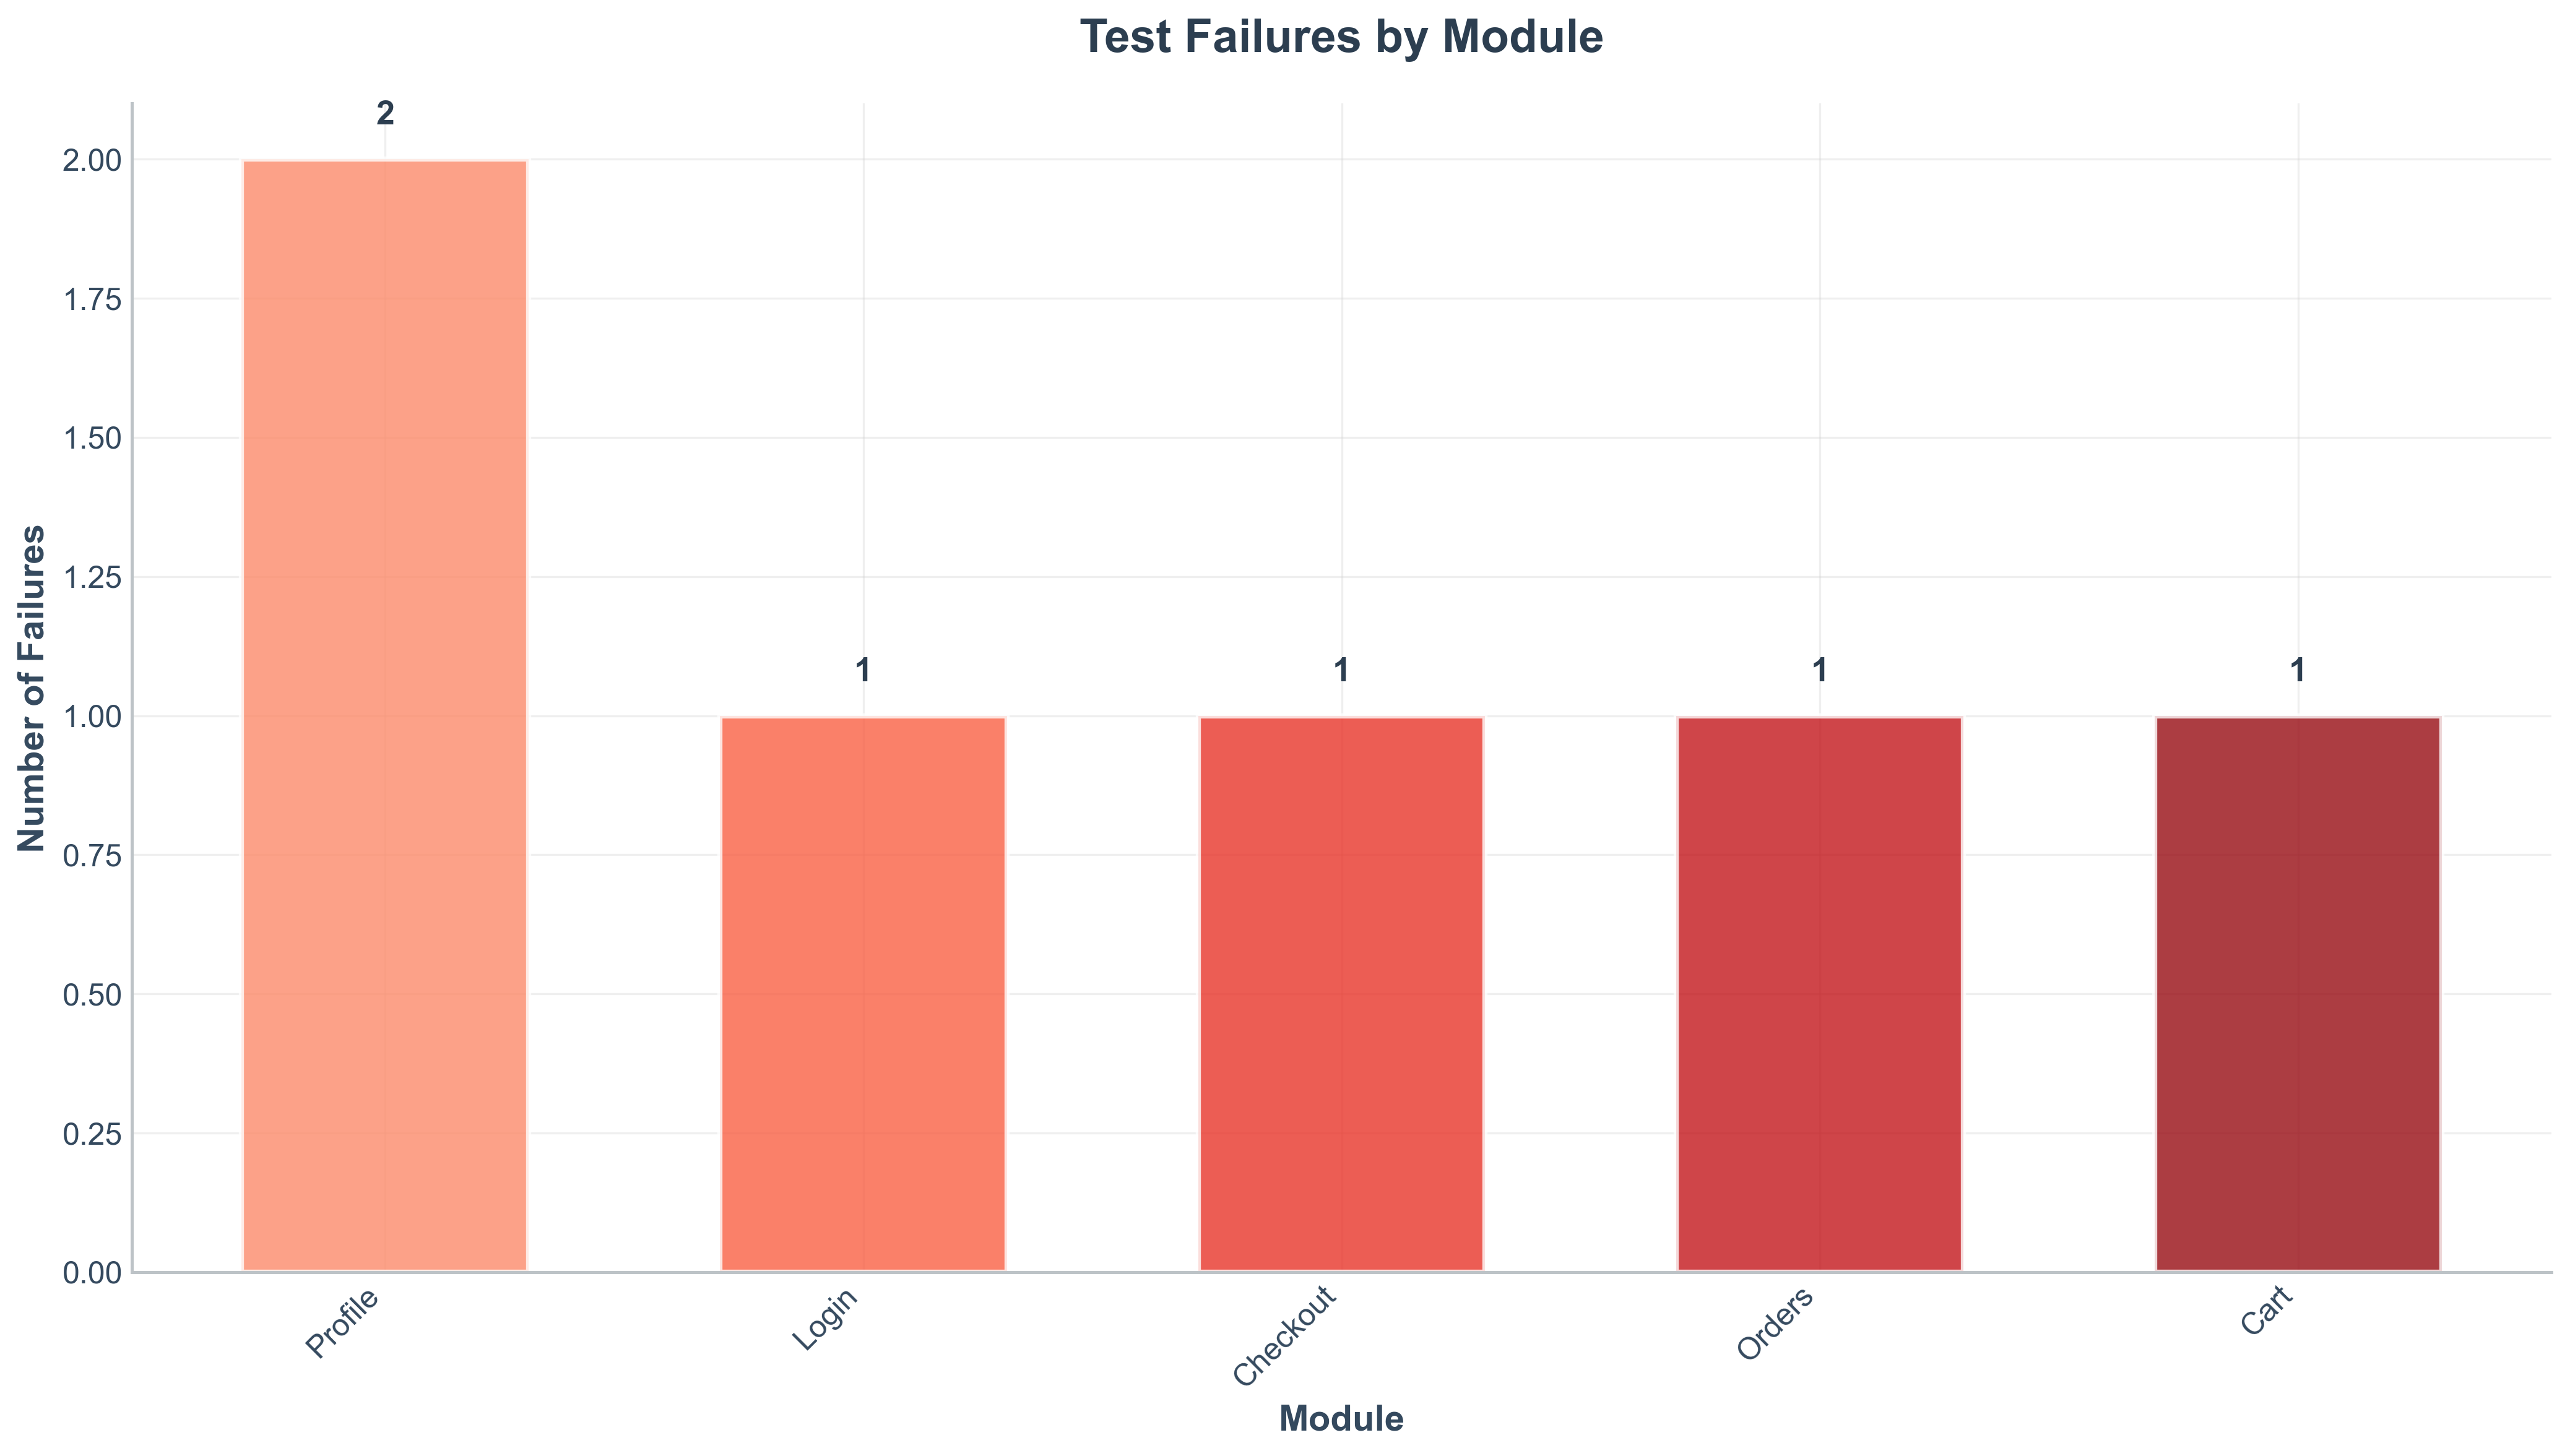 Test Failures by Module
2
2.00
1.75
1.50
1.25
1 1 1 1
1.00
0.75
0.50
0.25
0.00
Number of Failures
Profile Login Checkout Orders Cart
Module